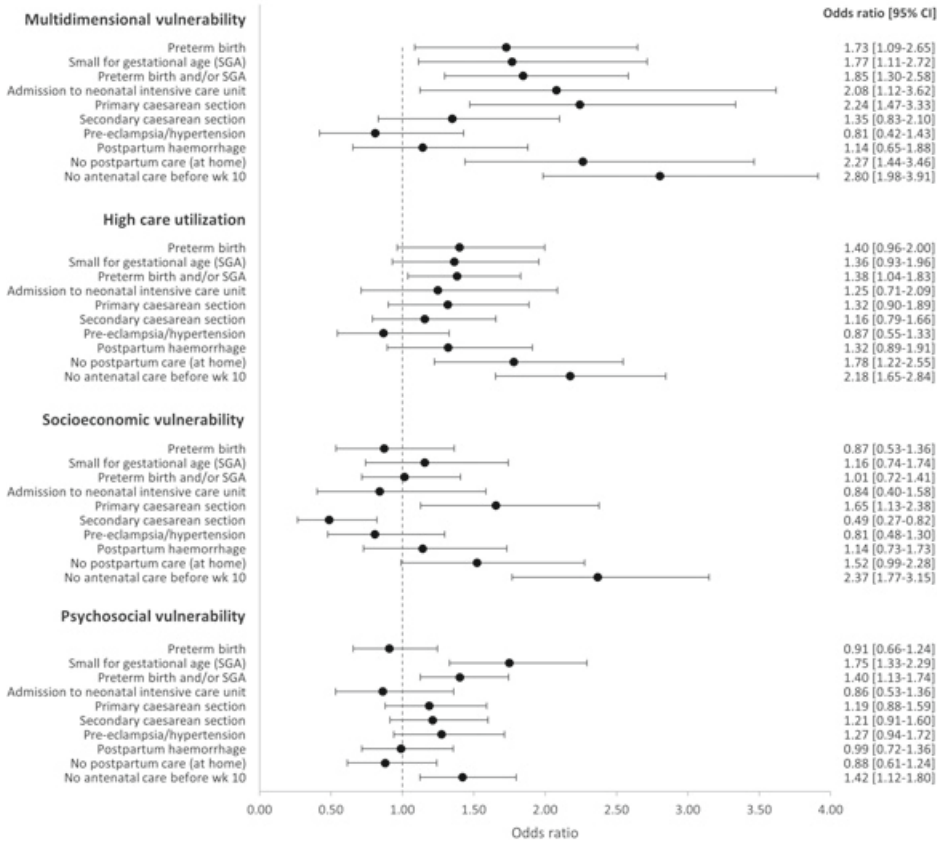 Odds ratio [95% CI]
Multidimensional vulnerability
Preterm birth 1.73 [1.09-2.65]
Small for gestational age (SGA) 1.77 [1.11-2.72]
Preterm birth and/or SGA 1.85 [1.30-2.58]
Admission to neonatal intensive care unit 2.08 [1.12-3.62]
Primary caesarean section 2.24 [1.47-3.33]
Secondary caesarean section 1.35 [0.83-2.10]
Pre-eclampsia/hypertension 0.81 [0.42-1.43]
Postpartum haemorrhage 1.14 [0.65-1.88]
No postpartum care (at home) 2.27 [1.44-3.46]
No antenatal care before wk 10 2.80 [1.98-3.91]
High care utilization
Preterm birth 1.40 [0.96-2.00]
Small for gestational age (SGA) 1.36 [0.93-1.96]
Preterm birth and/or SGA 1.38 [1.04-1.83]
Admission to neonatal intensive care unit 1.25 [0.71-2.09]
Primary caesarean section 1.32 [0.90-1.89]
Secondary caesarean section 1.16 [0.79-1.66]
Pre-eclampsia/hypertension 0.87 [0.55-1.33]
Postpartum haemorrhage 1.32 [0.89-1.91]
No postpartum care (at home) 1.78 [1.22-2.55]
No antenatal care before wk 10 2.18 [1.65-2.84]
Socioeconomic vulnerability
Preterm birth 0.87 [0.53-1.36]
Small for gestational age (SGA) 1.16 [0.74-1.74]
Preterm birth and/or SGA 1.01 [0.72-1.41]
Admission to neonatal intensive care unit 0.84 [0.40-1.58]
Primary caesarean section 1.65 [1.13-2.38]
Secondary caesarean section 0.49 [0.27-0.82]
Pre-eclampsia/hypertension 0.81 [0.48-1.30]
Postpartum haemorrhage 1.14 [0.73-1.73]
No postpartum care (at home) 1.52 [0.99-2.28]
No antenatal care before wk 10 2.37 [1.77-3.15]
Psychosocial vulnerability
Preterm birth 0.91 [0.66-1.24]
Small for gestational age (SGA) 1.75 [1.33-2.29]
Preterm birth and/or SGA 1.40 [1.13-1.74]
Admission to neonatal intensive care unit 0.86 [0.53-1.36]
Primary caesarean section 1.19 [0.88-1.59]
Secondary caesarean section 1.21 [0.91-1.60]
Pre-eclampsia/hypertension 1.27 [0.94-1.72]
Postpartum haemorrhage 0.99 [0.72-1.36]
No postpartum care (at home) 0.88 [0.61-1.24]
No antenatal care before wk 10 1.42 [1.12-1.80]
0.00 0.50 1.00 1.50 2.00 2.50 3.00 3.50 4.00
Odds ratio